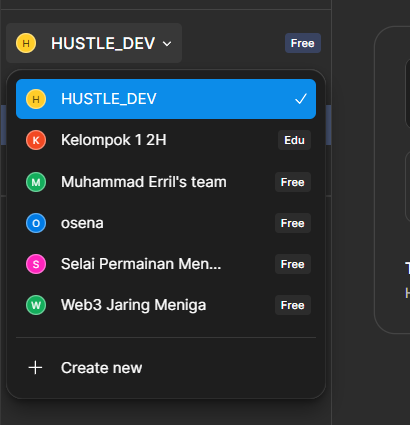 H HUSTLE_DEV Free
H HUSTLE_DEV
K Kelompok 1 2H Edu
M Muhammad Erril's team Free
O osena Free
S Selai Permainan Men... Free
W Web3 Jaring Meniga Free
+ Create new